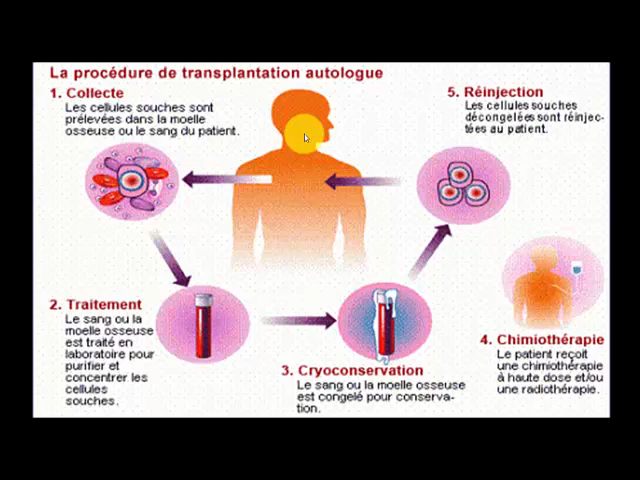 La procédure de transplantation autologue
1. Collecte
Les cellules souches sont
prélevées dans la moelle
osseuse ou le sang du patient.
5. Réinjection
Les cellules souches
décongelées sont réinjec-
tées au patient.
2. Traitement
Le sang ou la
moelle osseuse
est traité en
laboratoire pour
purifier et
concentrer les
cellules
souches.
3. Cryoconservation
Le sang ou la moelle osseuse
est congelé pour conserva-
tion.
4. Chimiothérapie
Le patient reçoit
une chimiothérapie
à haute dose et/ou
une radiothérapie.